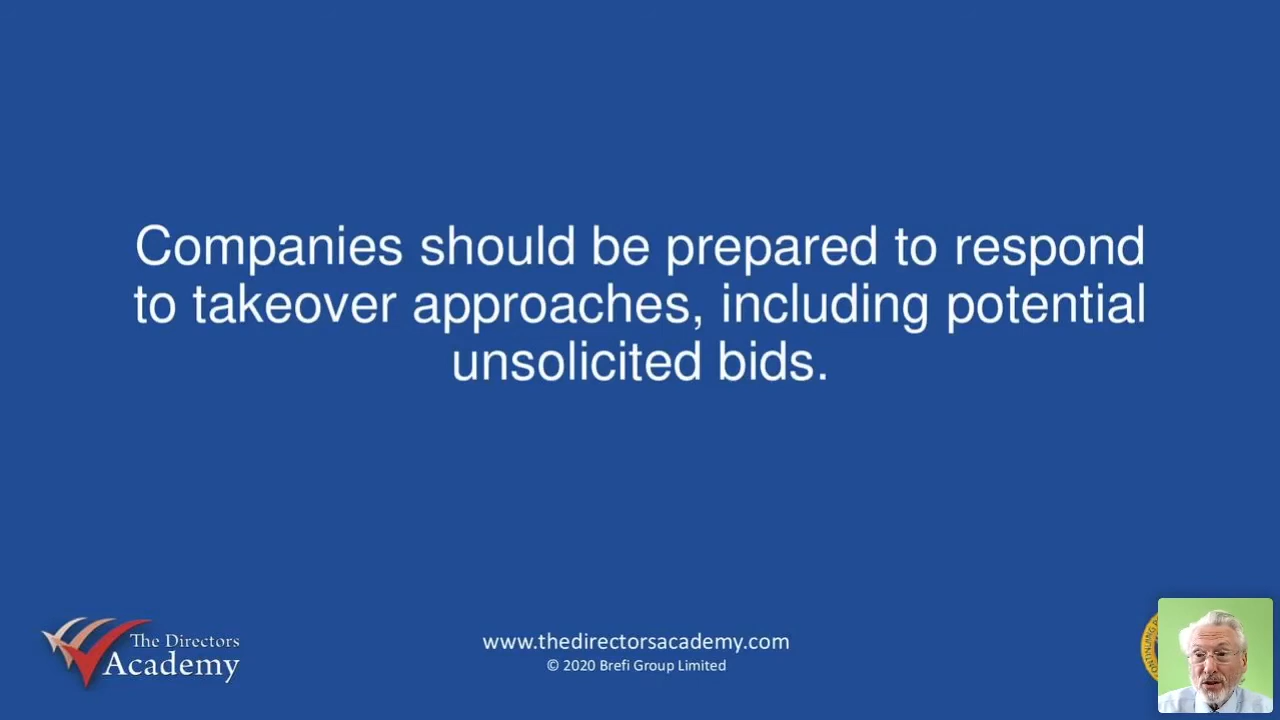 Companies should be prepared to respond
to takeover approaches, including potential
unsolicited bids.
The Directors
Academy
www.thedirectorsacademy.com
© 2020 Brefi Group Limited